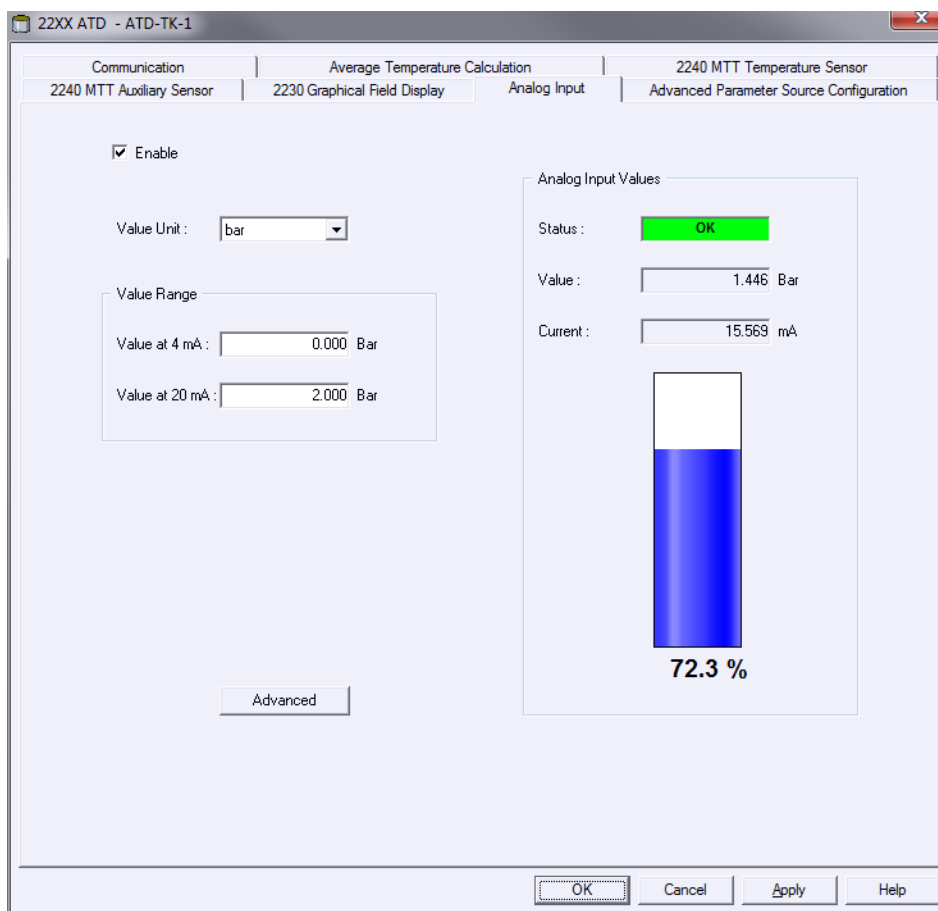 22XX ATD - ATD-TK-1
Communication Average Temperature Calculation 2240 MTT Temperature Sensor
2240 MTT Auxiliary Sensor 2230 Graphical Field Display Analog Input Advanced Parameter Source Configuration
Enable
Value Unit : bar
Value Range
Value at 4 mA : 0.000 Bar
Value at 20 mA : 2.000 Bar
Advanced
Analog Input Values
Status : OK
Value : 1.446 Bar
Current : 15.569 mA
72.3 %
OK Cancel Apply Help